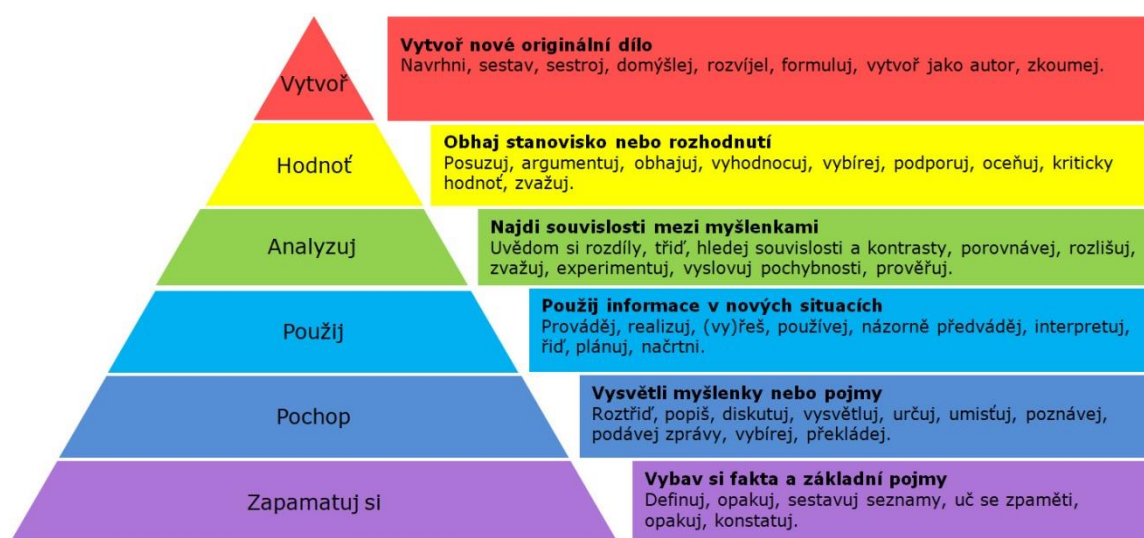 Vytvoř
Vytvoř nové originální dílo
Navrhni, sestav, sestroj, domýšlej, rozvíjel, formuluj, vytvoř jako autor, zkoumej.
Hodnoť
Obhaj stanovisko nebo rozhodnutí
Posuzuj, argumentuj, obhajuj, vyhodnocuj, vybírej, podporuj, oceňuj, kriticky
hodnoť, zvažuj.
Analyzuj
Najdi souvislosti mezi myšlenkami
Uvědom si rozdíly, třiď, hledej souvislosti a kontrasty, porovnávej, rozlišuj,
zvažuj, experimentuj, vyslovuj pochybnosti, prověřuj.
Použij
Použij informace v nových situacích
Prováděj, realizuj, (vy)řeš, používej, názorně předváděj, interpretuj,
řiď, plánuj, načrtni.
Pochop
Vysvětli myšlenky nebo pojmy
Roztřiď, popiš, diskutuj, vysvětluj, určuj, umisťuj, poznávej,
podávej zprávy, vybírej, překládej.
Zapamatuj si
Vybav si fakta a základní pojmy
Definuj, opakuj, sestavuj seznamy, uč se zpaměti,
opakuj, konstatuj.